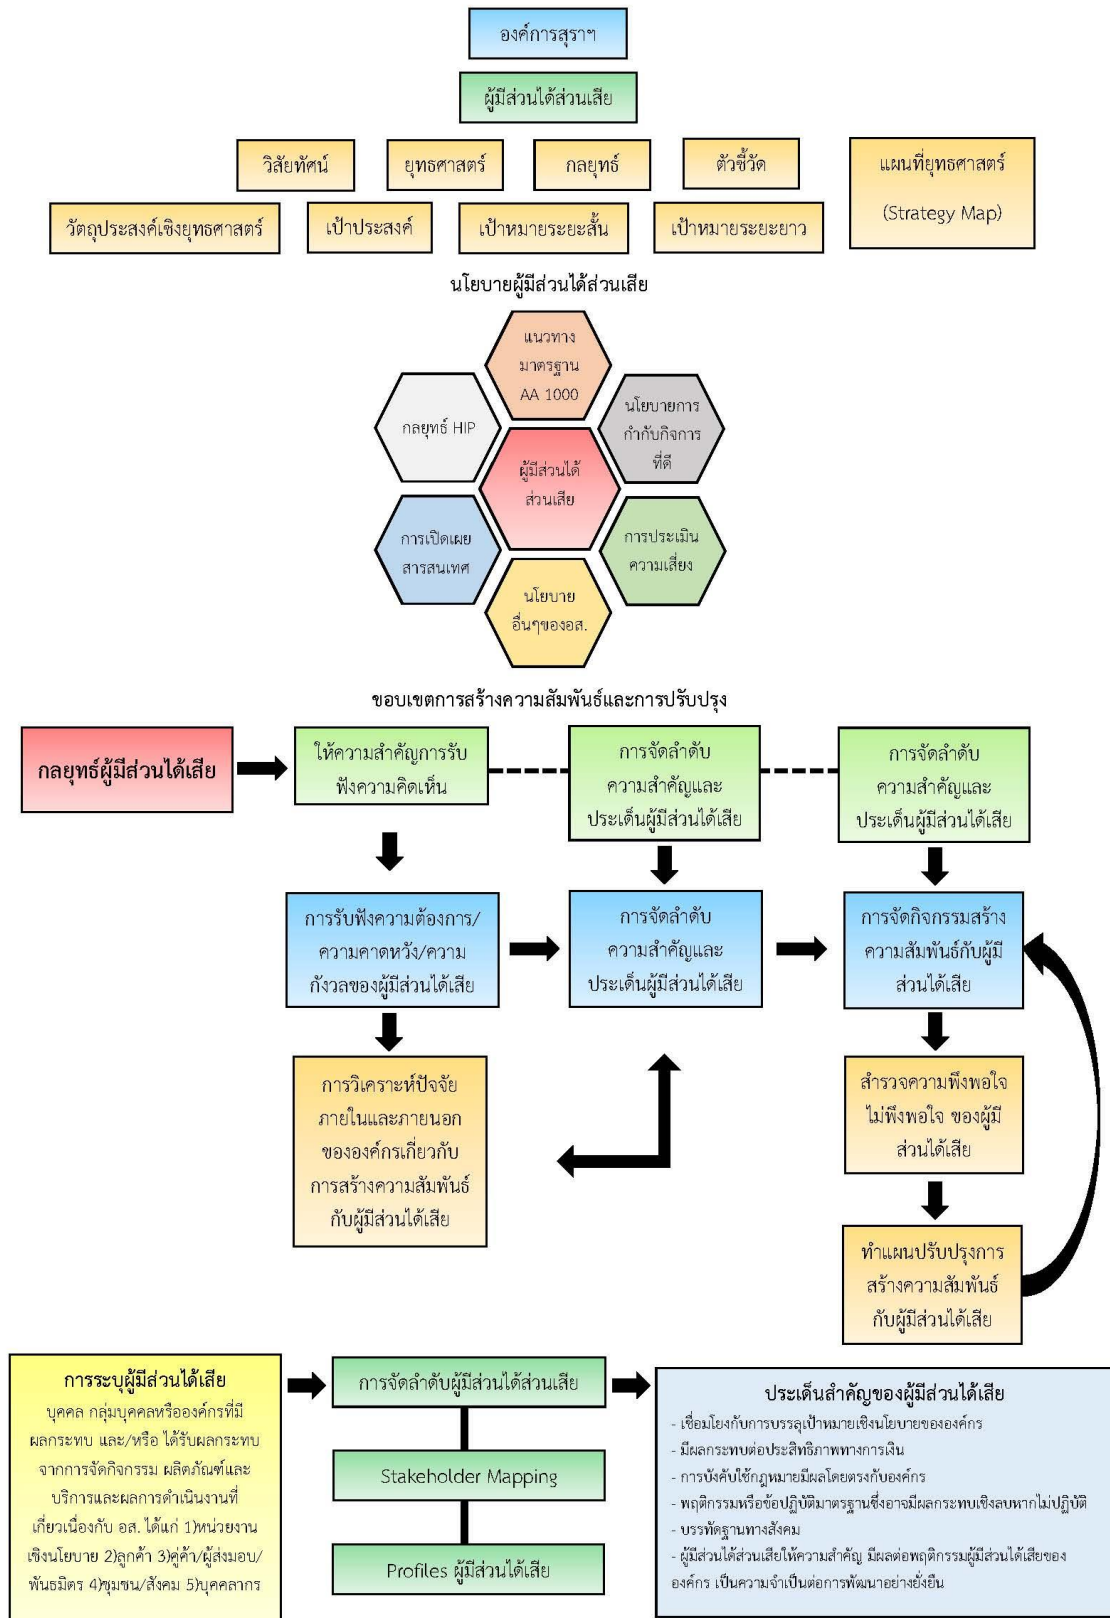 องค์การสุราฯ
ผู้มีส่วนได้ส่วนเสีย
วิสัยทัศน์
ยุทธศาสตร์
กลยุทธ์
ตัวชี้วัด
แผนที่ยุทธศาสตร์
(Strategy Map)
วัตถุประสงค์เชิงยุทธศาสตร์
เป้าประสงค์
เป้าหมายระยะสั้น
เป้าหมายระยะยาว
นโยบายผู้มีส่วนได้ส่วนเสีย
แนวทาง
มาตรฐาน
AA 1000
กลยุทธ์ HIP
นโยบายการ
กำกับกิจการ
ที่ดี
ผู้มีส่วนได้
ส่วนเสีย
การเปิดเผย
สารสนเทศ
การประเมิน
ความเสี่ยง
นโยบาย
อื่นๆของอส.
ขอบเขตการสร้างความสัมพันธ์และการปรับปรุง
กลยุทธ์ผู้มีส่วนได้เสีย
ให้ความสำคัญการรับ
ฟังความคิดเห็น
การจัดลำดับ
ความสำคัญและ
ประเด็นผู้มีส่วนได้เสีย
การจัดลำดับ
ความสำคัญและ
ประเด็นผู้มีส่วนได้เสีย
การรับฟังความต้องการ/
ความคาดหวัง/ความ
กังวลของผู้มีส่วนได้เสีย
การจัดลำดับ
ความสำคัญและ
ประเด็นผู้มีส่วนได้เสีย
การจัดกิจกรรมสร้าง
ความสัมพันธ์กับผู้มี
ส่วนได้เสีย
การวิเคราะห์ปัจจัย
ภายในและภายนอก
ขององค์กรเกี่ยวกับ
การสร้างความสัมพันธ์
กับผู้มีส่วนได้เสีย
สำรวจความพึงพอใจ
ไม่พึงพอใจ ของผู้มี
ส่วนได้เสีย
ทำแผนปรับปรุงการ
สร้างความสัมพันธ์
กับผู้มีส่วนได้เสีย
การระบุผู้มีส่วนได้เสีย
บุคคล กลุ่มบุคคลหรือองค์กรที่มี
ผลกระทบ และ/หรือ ได้รับผลกระทบ
จากการจัดกิจกรรม ผลิตภัณฑ์และ
บริการและผลการดำเนินงานที่
เกี่ยวเนื่องกับ อส. ได้แก่ 1)หน่วยงาน
เชิงนโยบาย 2)ลูกค้า 3)คู่ค้า/ผู้ส่งมอบ/
พันธมิตร 4)ชุมชน/สังคม 5)บุคคลากร
การจัดลำดับผู้มีส่วนได้ส่วนเสีย
Stakeholder Mapping
Profiles ผู้มีส่วนได้เสีย
ประเด็นสำคัญของผู้มีส่วนได้เสีย
- เชื่อมโยงกับการบรรลุเป้าหมายเชิงนโยบายขององค์กร
- มีผลกระทบต่อประสิทธิภาพทางการเงิน
- การบังคับใช้กฎหมายมีผลโดยตรงกับองค์กร
- พฤติกรรมหรือข้อปฏิบัติมาตรฐานซึ่งอาจมีผลกระทบเชิงลบหากไม่ปฏิบัติ
- บรรทัดฐานทางสังคม
- ผู้มีส่วนได้ส่วนเสียให้ความสำคัญ มีผลต่อพฤติกรรมผู้มีส่วนได้เสียของ
องค์กร เป็นความจำเป็นต่อการพัฒนาอย่างยั่งยืน